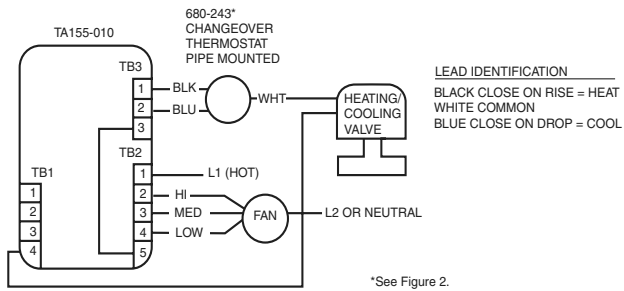 680-243*
CHANGEOVER
THERMOSTAT
PIPE MOUNTED
TA155-010
TB3
1
2
3
BLK
BLU
WHT
HEATING/
COOLING
VALVE
LEAD IDENTIFICATION
BLACK CLOSE ON RISE = HEAT
WHITE COMMON
BLUE CLOSE ON DROP = COOL
TB2
1
2
3
4
5
L1 (HOT)
HI
MED
LOW
FAN
L2 OR NEUTRAL
TB1
1
2
3
4
*See Figure 2.